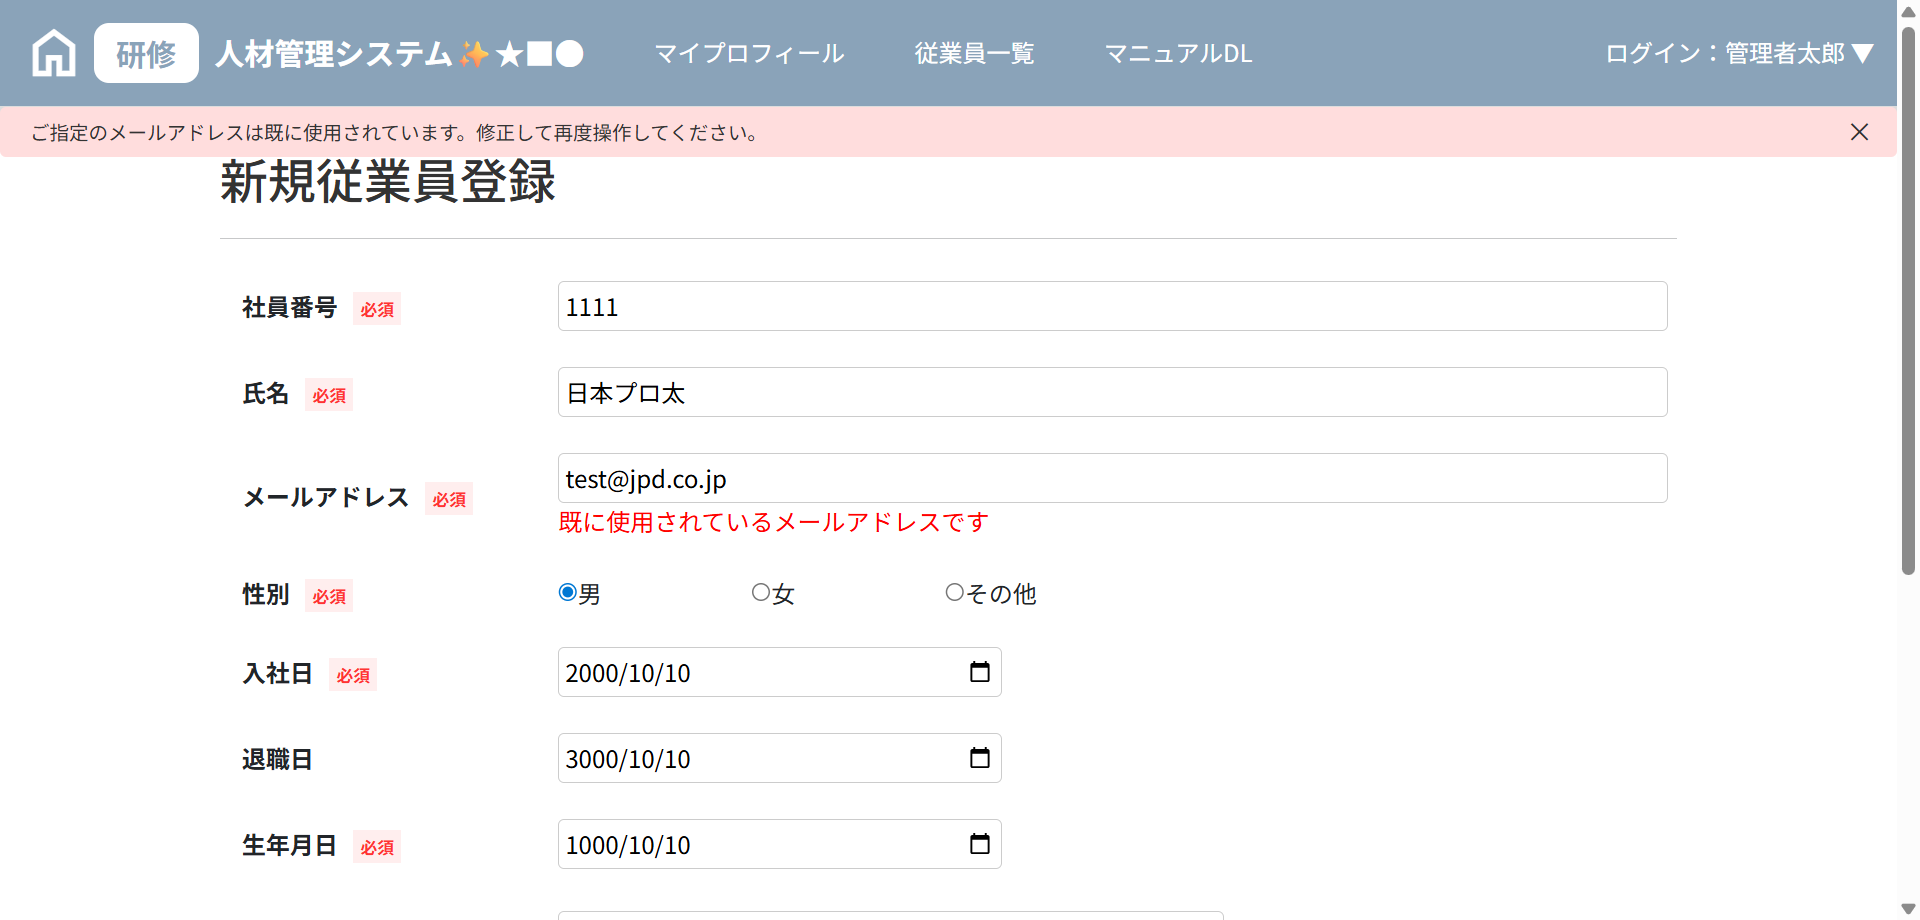 研修 人材管理システム✨★■● マイプロフィール 従業員一覧 マニュアルDL ログイン：管理者太郎▼
ご指定のメールアドレスは既に使用されています。修正して再度操作してください。
新規従業員登録
社員番号 必須 1111
氏名 必須 日本プロ太
メールアドレス 必須 test@jpd.co.jp
既に使用されているメールアドレスです
性別 必須 男 女 その他
入社日 必須 2000/10/10
退職日 3000/10/10
生年月日 必須 1000/10/10